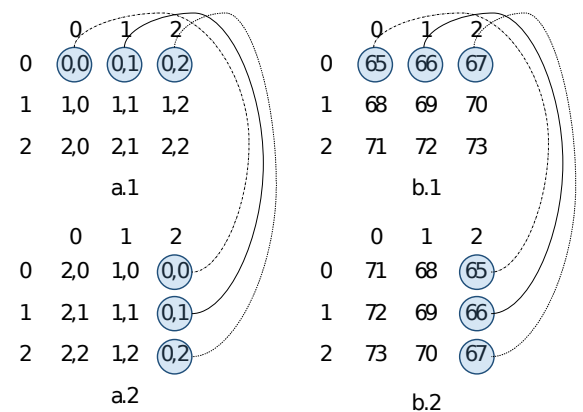 0 1 2
0 0,0 0,1 0,2
1 1,0 1,1 1,2
2 2,0 2,1 2,2
a.1
0 1 2
0 65 66 67
1 68 69 70
2 71 72 73
b.1
0 1 2
0 2,0 1,0 0,0
1 2,1 1,1 0,1
2 2,2 1,2 0,2
a.2
0 1 2
0 71 68 65
1 72 69 66
2 73 70 67
b.2